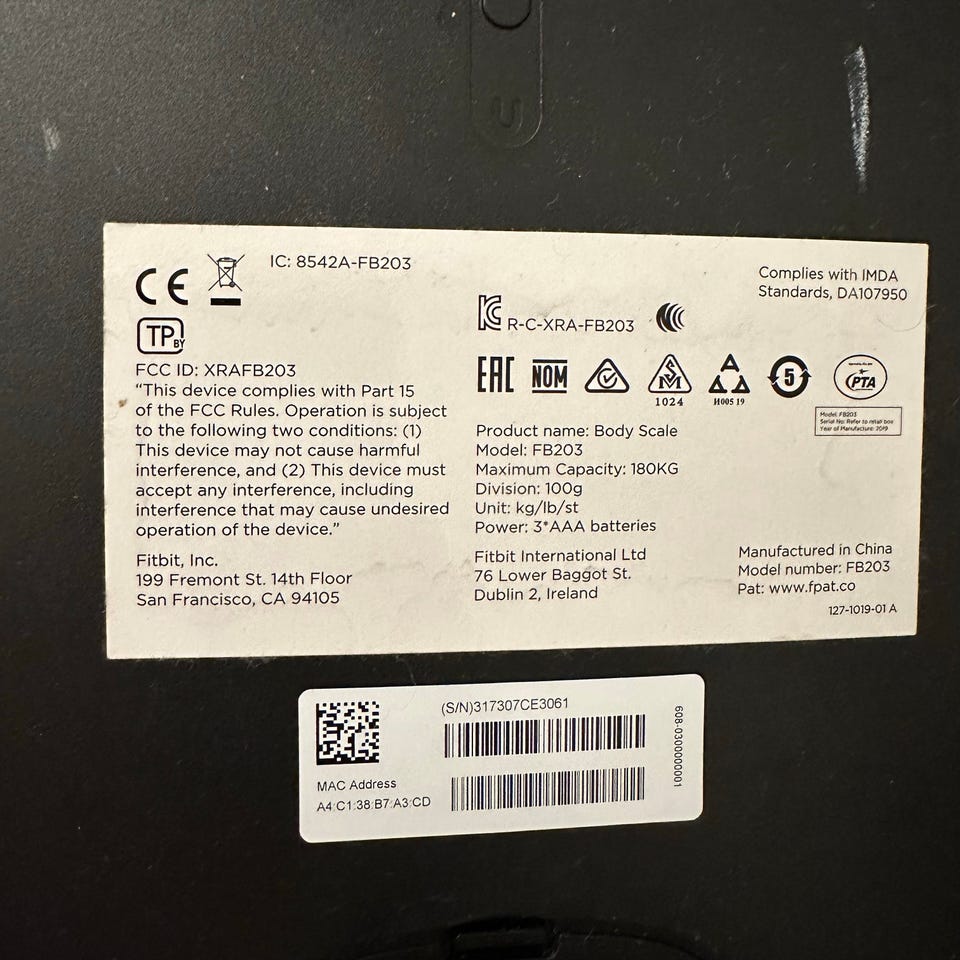 CE
IC: 8542A-FB203
Complies with IMDA
Standards, DA107950
TP BY
R-C-XRA-FB203
FCC ID: XRAFB203
"This device complies with Part 15
of the FCC Rules. Operation is subject
to the following two conditions: (1)
This device may not cause harmful
interference, and (2) This device must
accept any interference, including
interference that may cause undesired
operation of the device."
Fitbit, Inc.
199 Fremont St. 14th Floor
San Francisco, CA 94105
EAC NOM
1024
И005 19
5
PTA
Model: FB203
Serial No: Refer to retail box
Year of Manufacture: 2019
Product name: Body Scale
Model: FB203
Maximum Capacity: 180KG
Division: 100g
Unit: kg/lb/st
Power: 3*AAA batteries
Fitbit International Ltd
76 Lower Baggot St.
Dublin 2, Ireland
Manufactured in China
Model number: FB203
Pat: www.fpat.co
127-1019-01 A
(S/N)317307CE3061
MAC Address
A4:C1:38:B7:A3:CD
608-0300000001